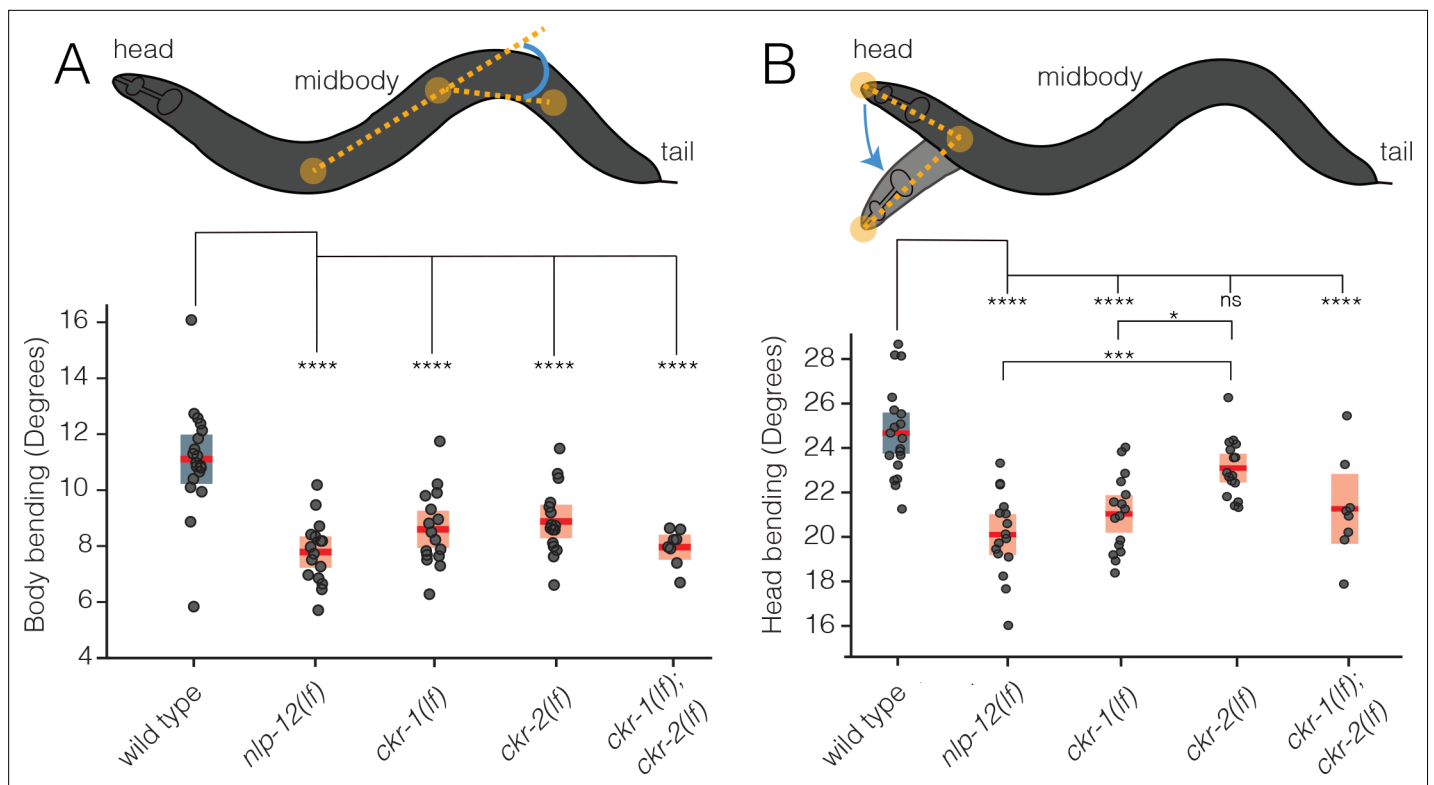 A
head
midbody
tail
Body bending (Degrees)
16
14
12
10
8
6
4
****
****
****
****
wild type
nlp-12(lf)
ckr-1(lf)
ckr-2(lf)
ckr-1(lf);
ckr-2(lf)
B
head
midbody
tail
Head bending (Degrees)
28
26
24
22
20
18
16
****
****
ns
****
*
***
wild type
nlp-12(lf)
ckr-1(lf)
ckr-2(lf)
ckr-1(lf);
ckr-2(lf)